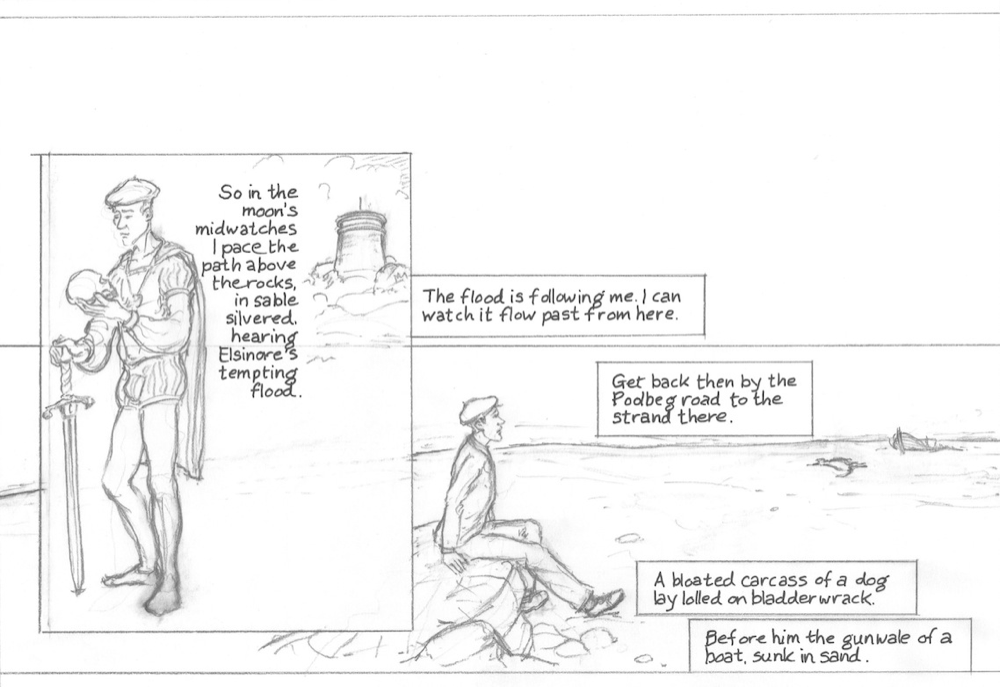 So in the
moon's
midwatches
I pace the
path above
the rocks,
in sable
silvered,
hearing
Elsinore's
tempting
flood.
The flood is following me. I can
watch it flow past from here.
Get back then by the
Poolbeg road to the
strand there.
A bloated carcass of a dog
lay lolled on bladderwrack.
Before him the gunwale of a
boat, sunk in sand.